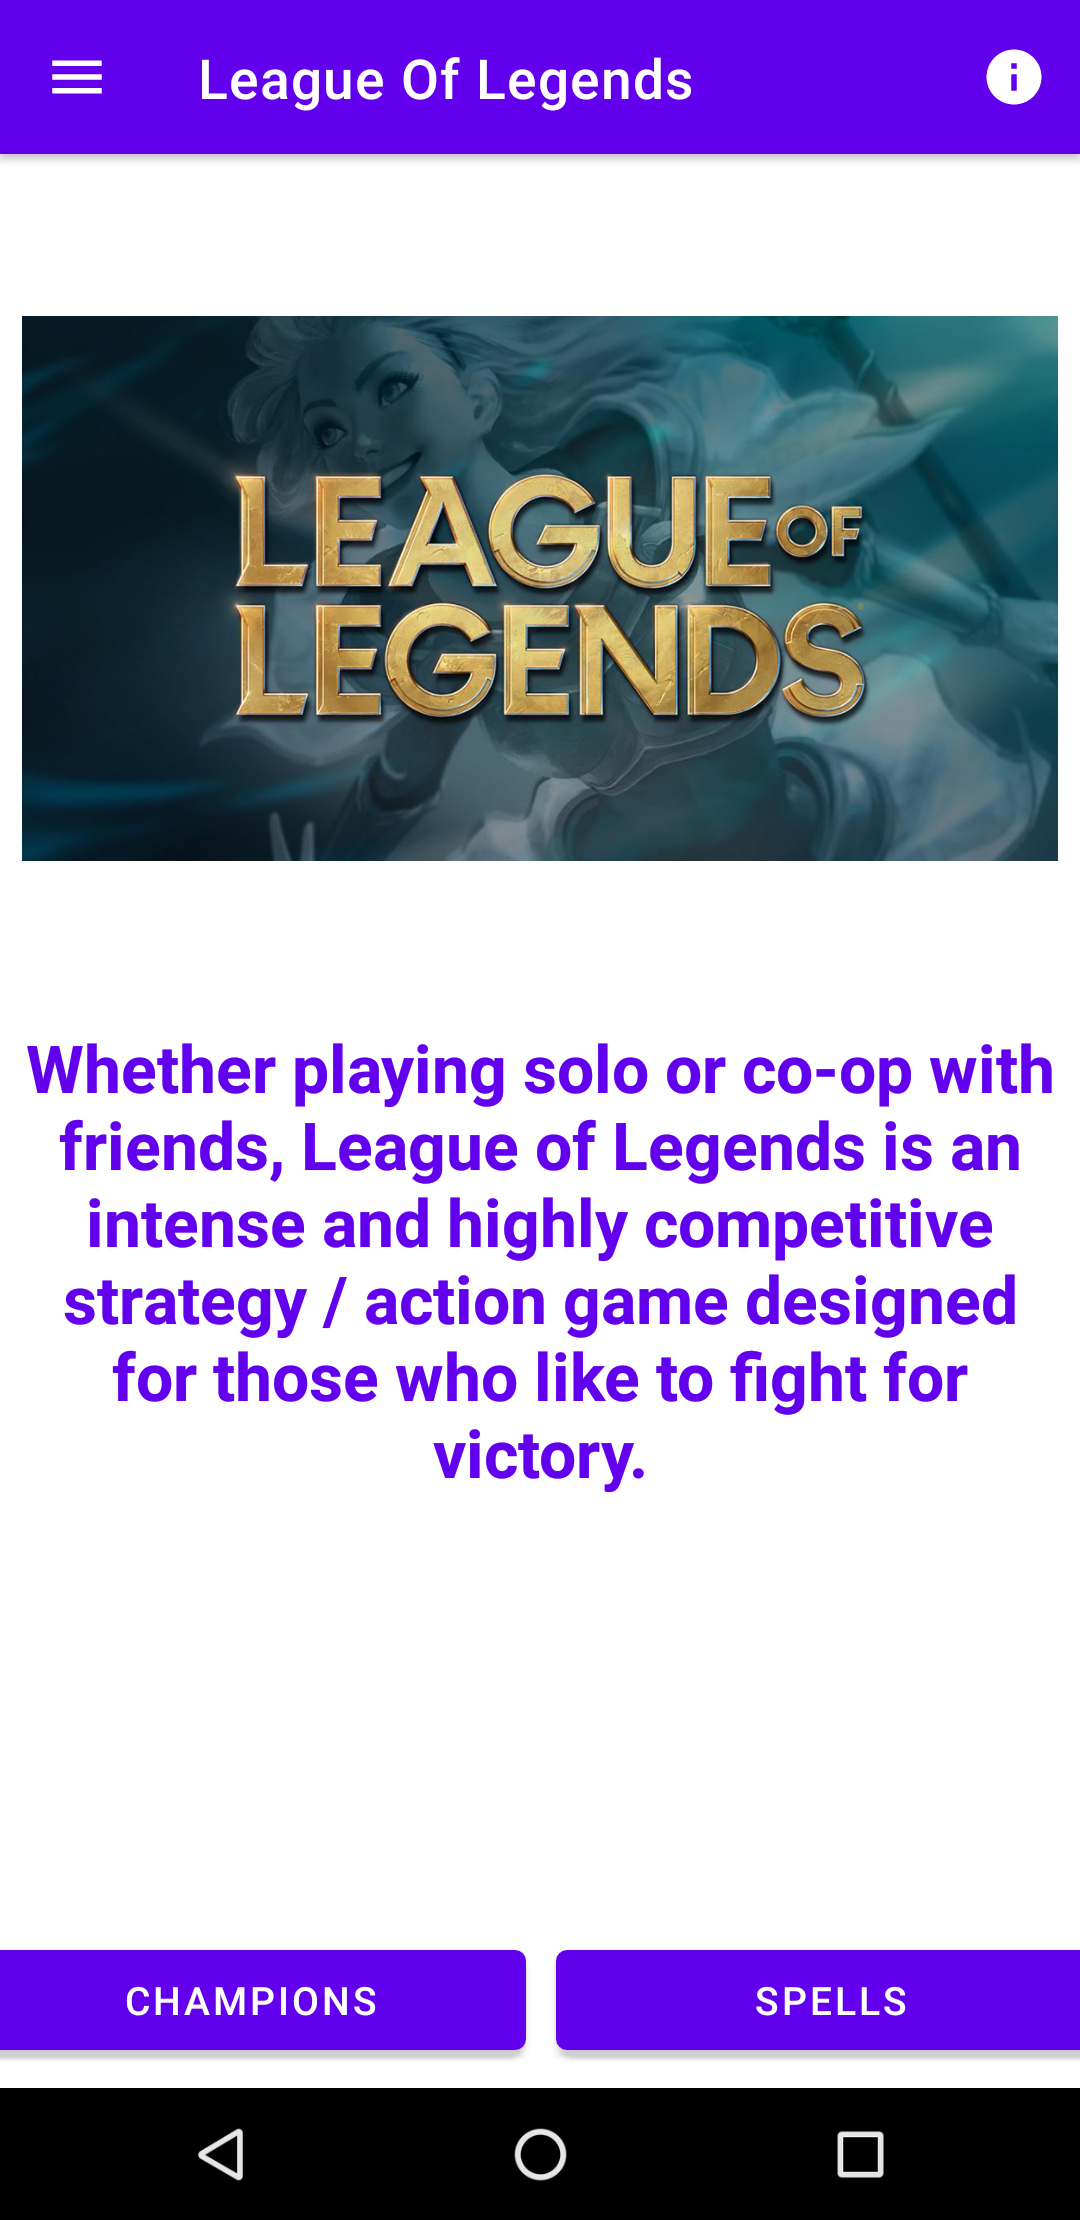 League Of Legends
LEAGUE OF
LEGENDS
Whether playing solo or co-op with
friends, League of Legends is an
intense and highly competitive
strategy / action game designed
for those who like to fight for
victory.
CHAMPIONS
SPELLS